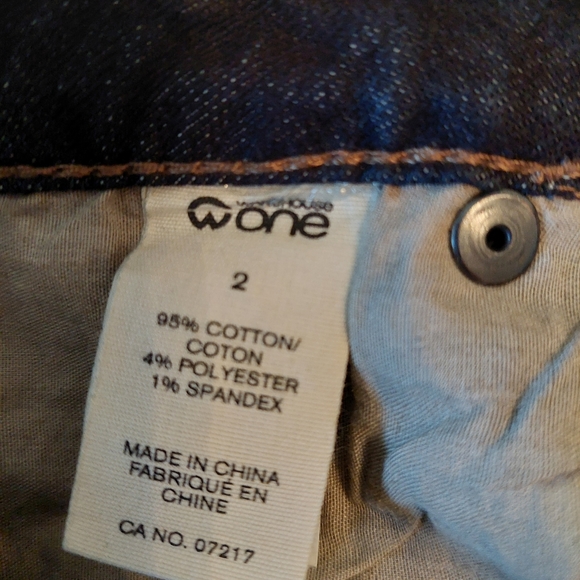 WAREHOUSE
one
2
95% COTTON/
COTON
4% POLYESTER
1% SPANDEX
MADE IN CHINA
FABRIQUÉ EN
CHINE
CA NO. 07217